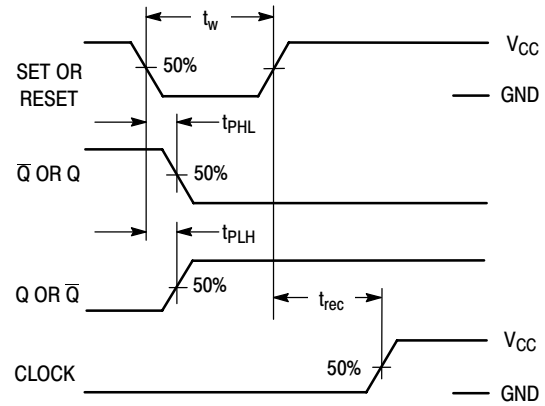 t_w
V_CC
50%
SET OR
RESET
GND
t_PHL
Q̅ OR Q
50%
t_PLH
Q OR Q̅
50%
t_rec
V_CC
50%
CLOCK
GND